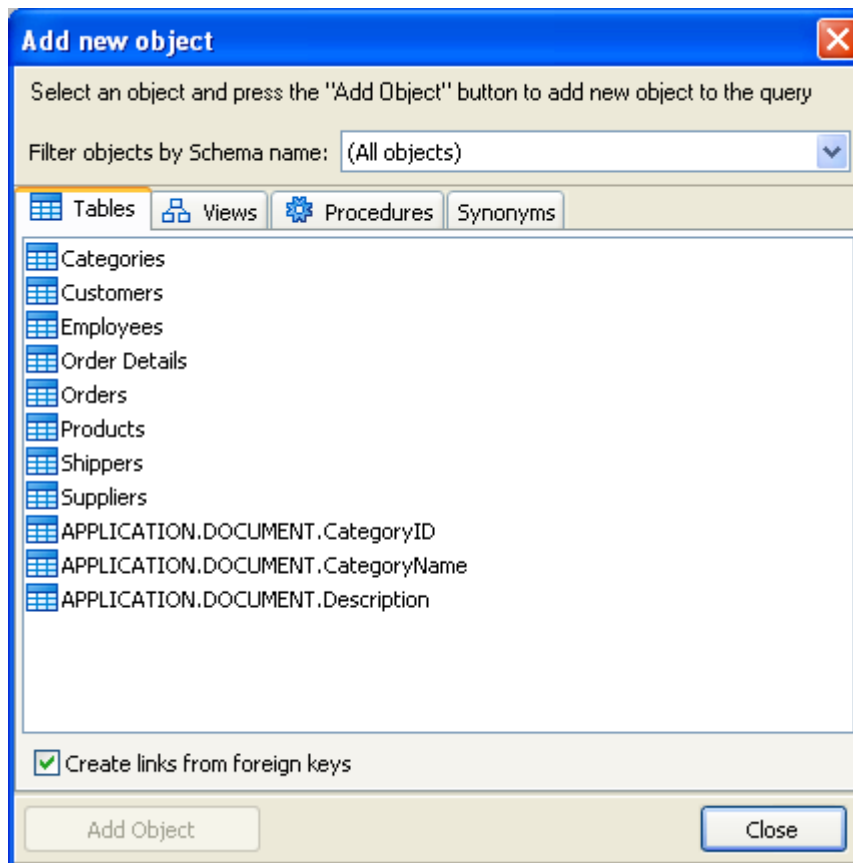 Add new object
Select an object and press the "Add Object" button to add new object to the query
Filter objects by Schema name: (All objects)
Tables Views Procedures Synonyms
Categories
Customers
Employees
Order Details
Orders
Products
Shippers
Suppliers
APPLICATION.DOCUMENT.CategoryID
APPLICATION.DOCUMENT.CategoryName
APPLICATION.DOCUMENT.Description
Create links from foreign keys
Add Object Close